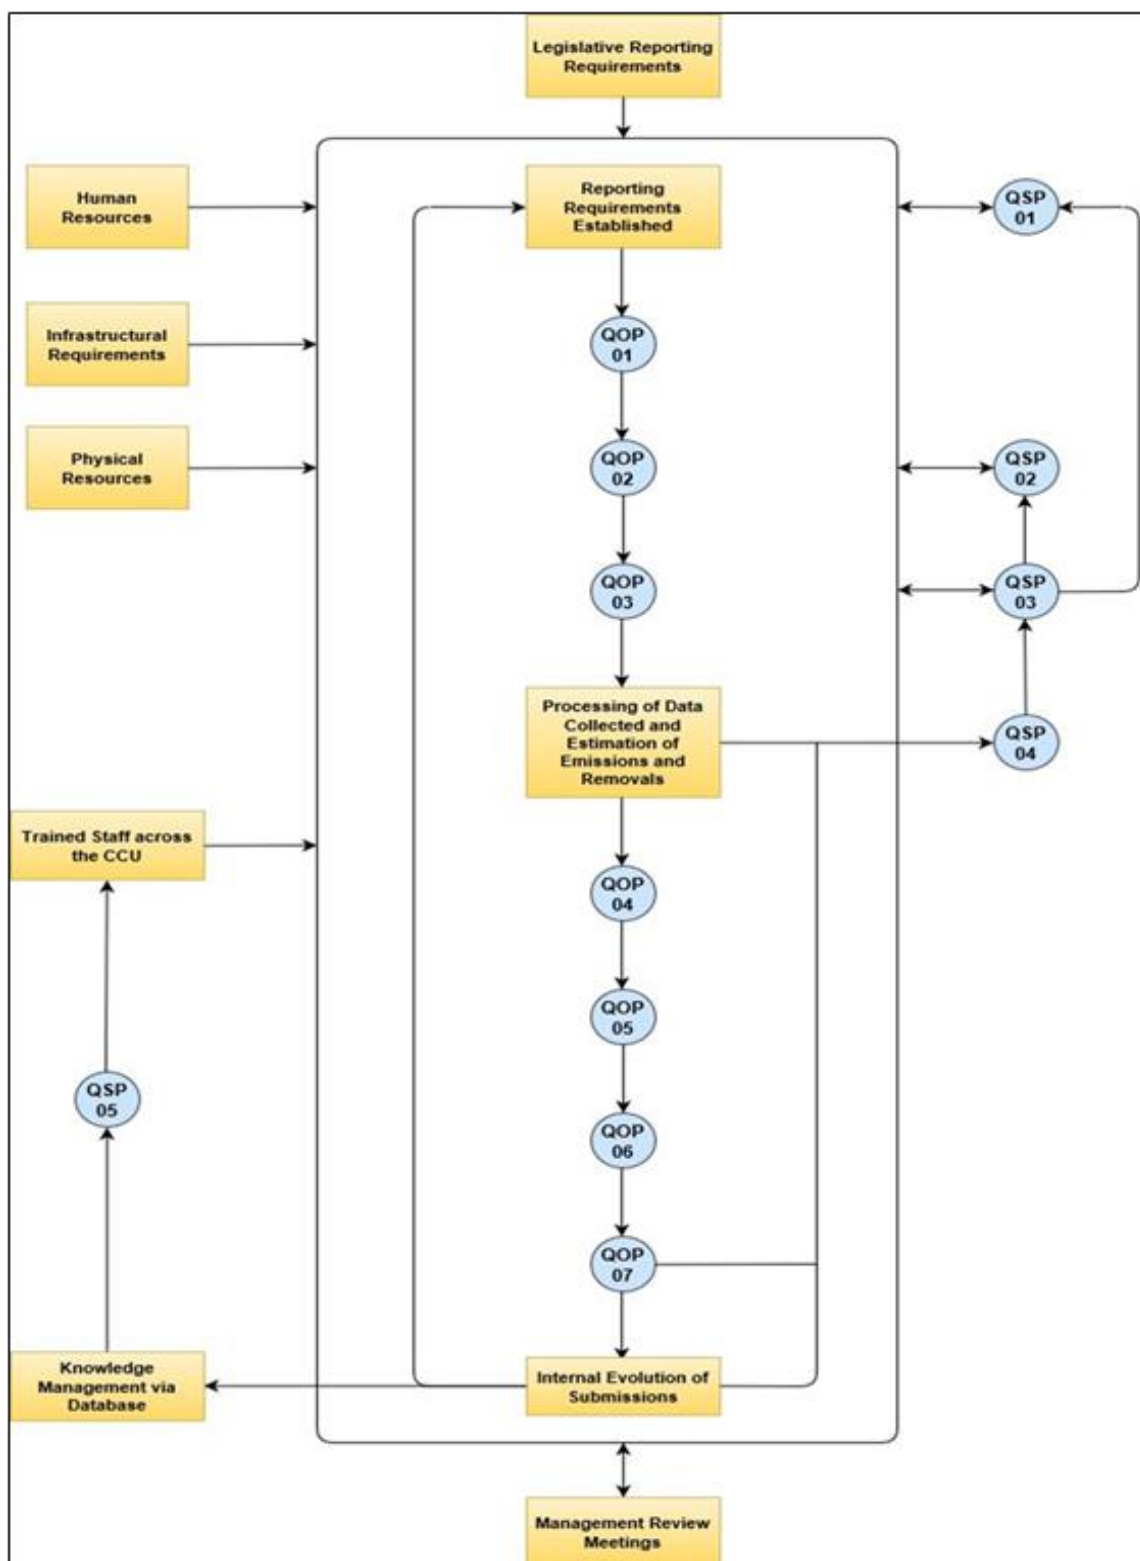 Legislative Reporting
Requirements
Human
Resources
Reporting
Requirements
Established
QSP
01
Infrastructural
Requirements
QOP
01
Physical
Resources
QOP
02
QSP
02
QOP
03
QSP
03
Processing of Data
Collected and
Estimation of
Emissions and
Removals
QSP
04
Trained Staff across
the CCU
QOP
04
QOP
05
QSP
05
QOP
06
QOP
07
Knowledge
Management via
Database
Internal Evolution of
Submissions
Management Review
Meetings